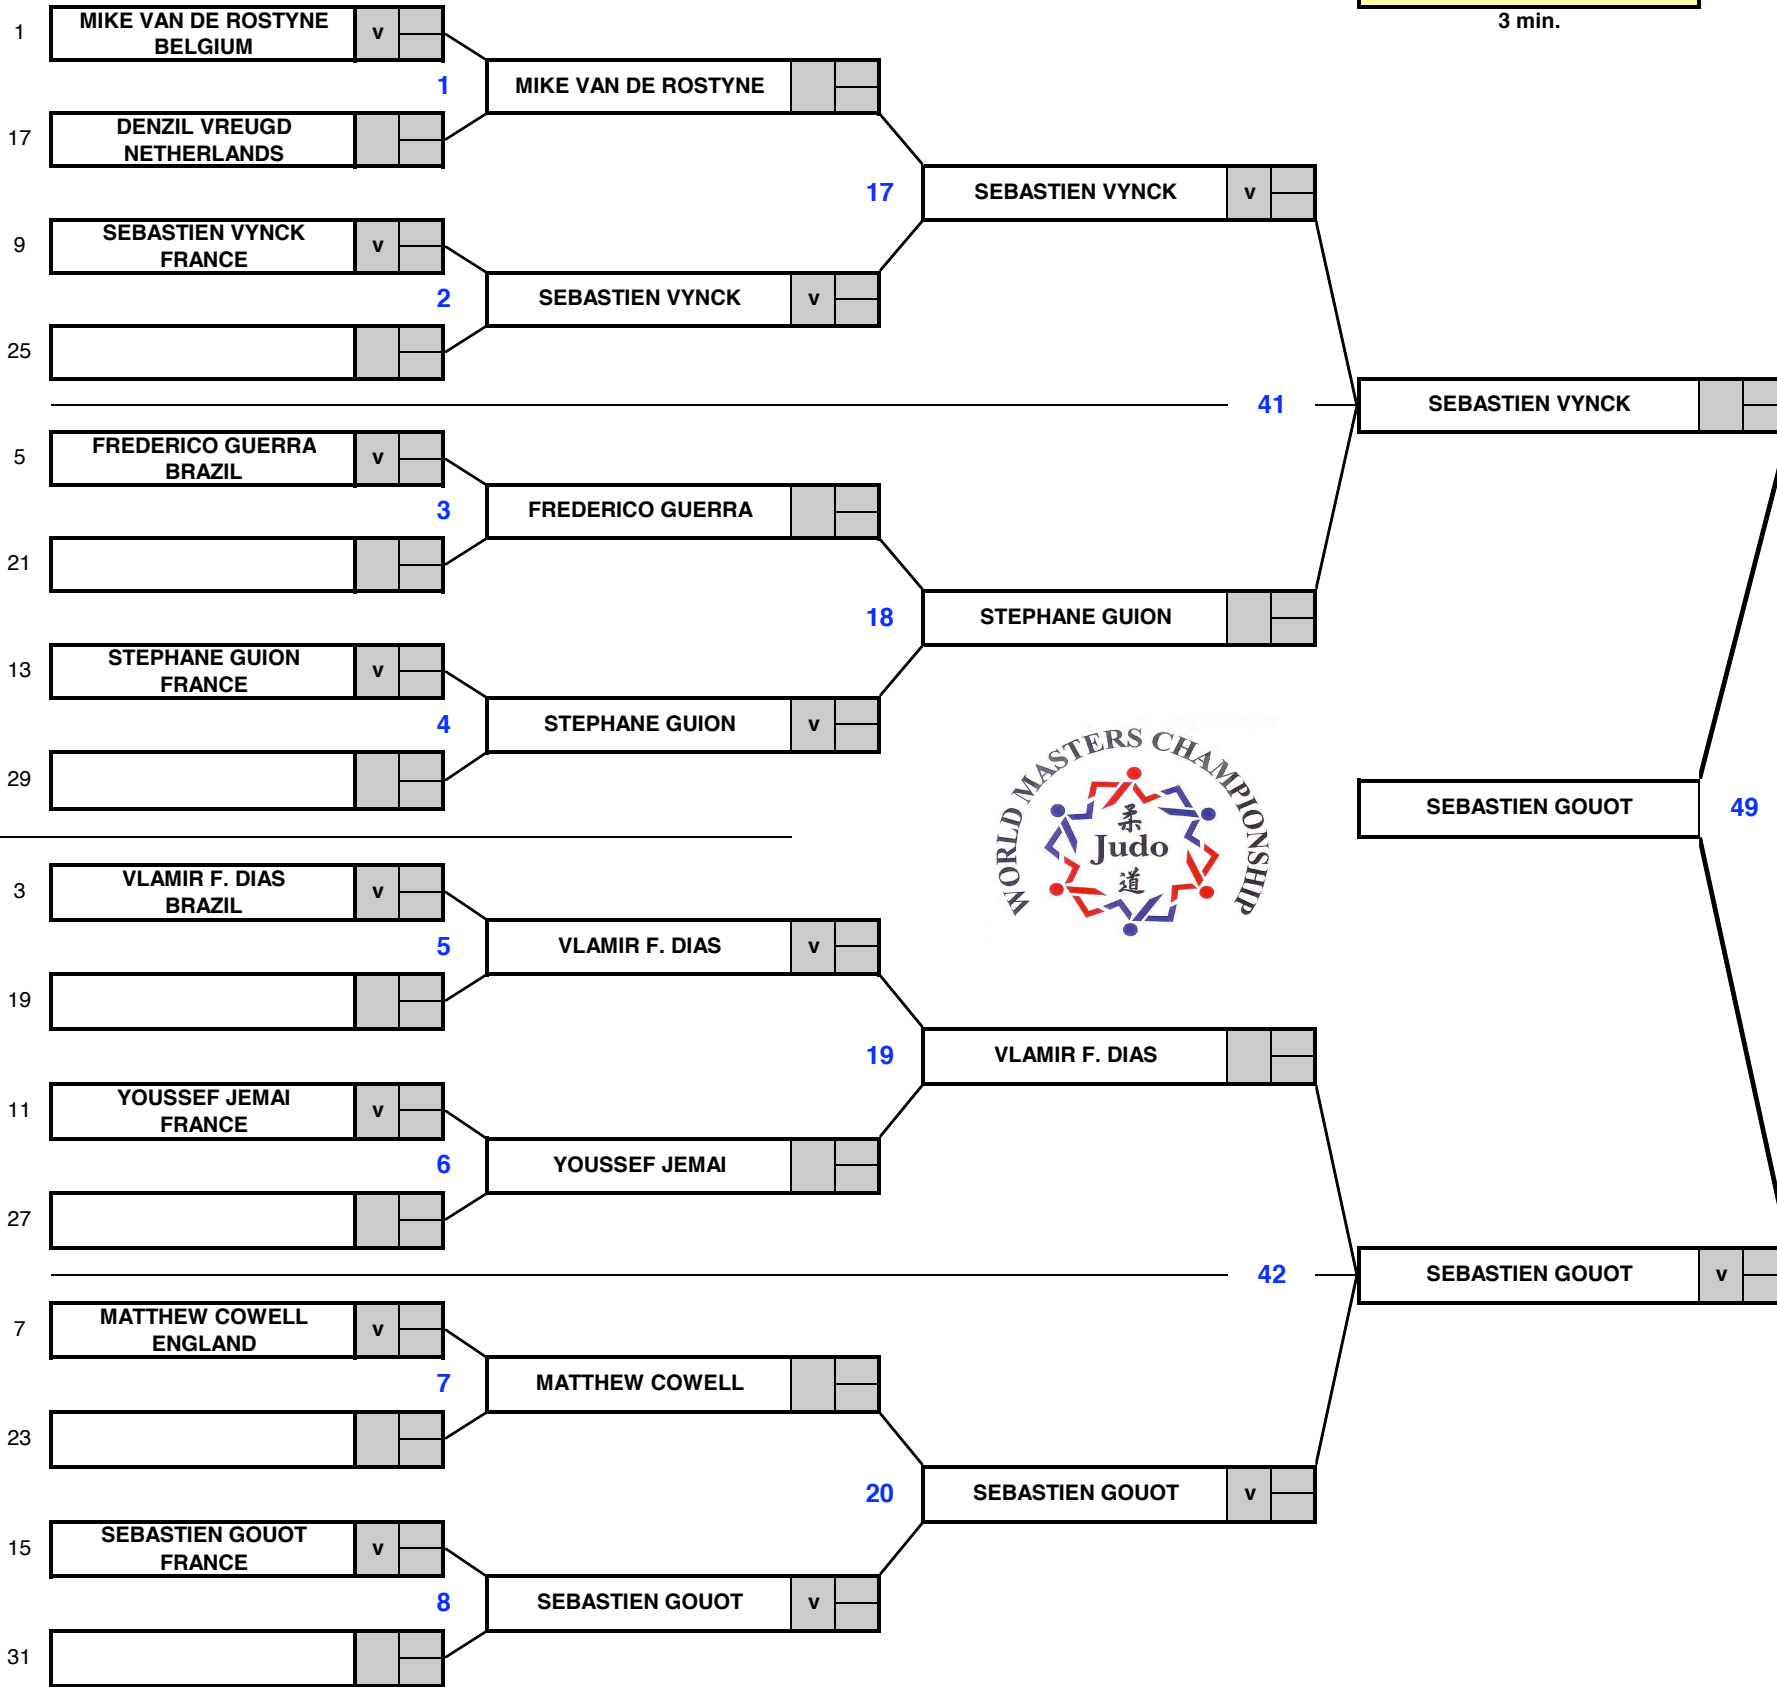 3 min.
1
MIKE VAN DE ROSTYNE
BELGIUM
v
1
MIKE VAN DE ROSTYNE
17
DENZIL VREUGD
NETHERLANDS
17
SEBASTIEN VYNCK
v
9
SEBASTIEN VYNCK
FRANCE
v
2
SEBASTIEN VYNCK
v
25
41
SEBASTIEN VYNCK
5
FREDERICO GUERRA
BRAZIL
v
3
FREDERICO GUERRA
21
18
STEPHANE GUION
13
STEPHANE GUION
FRANCE
v
4
STEPHANE GUION
v
29
WORLD MASTERS CHAMPIONSHIP
柔
Judo
道
SEBASTIEN GOUOT
49
3
VLAMIR F. DIAS
BRAZIL
v
5
VLAMIR F. DIAS
v
19
19
VLAMIR F. DIAS
11
YOUSSEF JEMAI
FRANCE
v
6
YOUSSEF JEMAI
27
42
SEBASTIEN GOUOT
v
7
MATTHEW COWELL
ENGLAND
v
7
MATTHEW COWELL
23
20
SEBASTIEN GOUOT
v
15
SEBASTIEN GOUOT
FRANCE
v
8
SEBASTIEN GOUOT
v
31